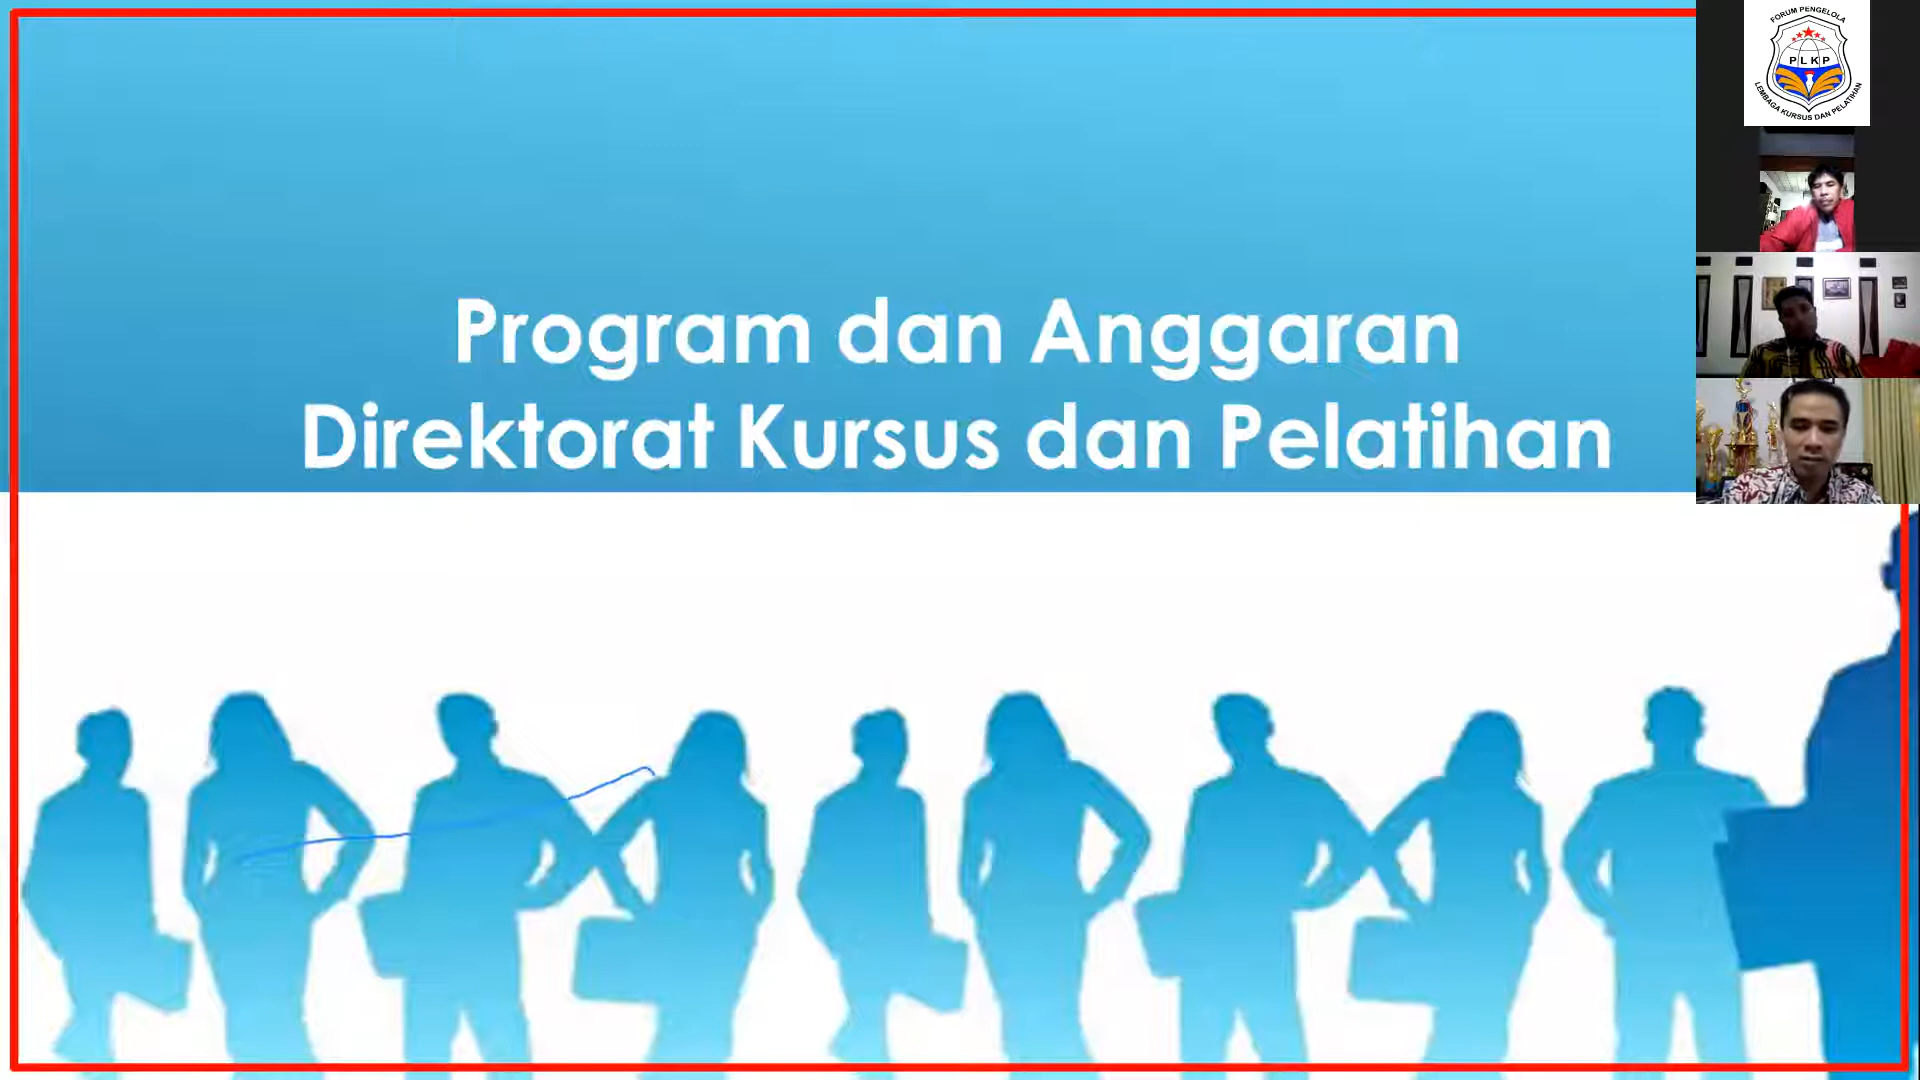 Program dan Anggaran
Direktorat Kursus dan Pelatihan
FORUM PENGELOLA
PLKP
LEMBAGA KURSUS DAN PELATIHAN